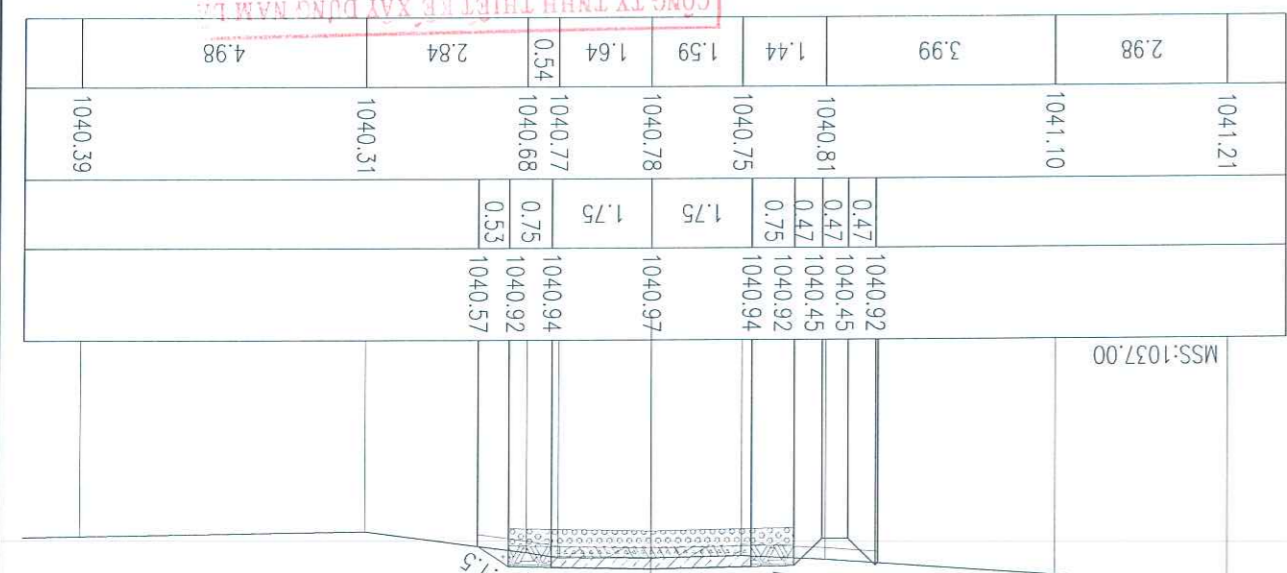 1:1.5
MSS:1037.00
1040.92 1040.45 1040.45 1040.92 1040.94 1040.97 1040.94 1040.92 1040.57
0.47 0.47 0.47 0.75 1.75 1.75 0.75 0.53
1041.21 1041.10 1040.81 1040.75 1040.78 1040.77 1040.68 1040.31 1040.39
2.98 3.99 1.44 1.59 1.64 0.54 2.84 4.98
CÔNG TY TNHH THIẾT KẾ XÂY DỰNG NAM